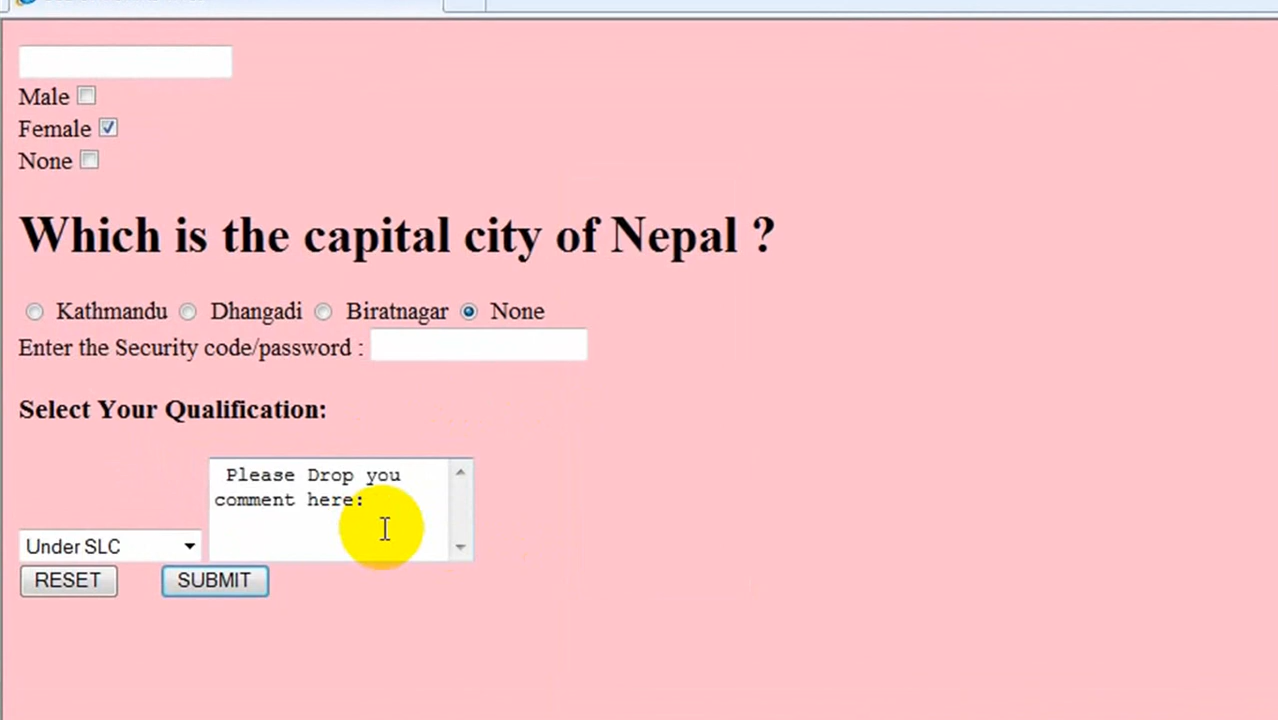 Male
Female
None
Which is the capital city of Nepal ?
Kathmandu Dhangadi Biratnagar None
Enter the Security code/password :
Select Your Qualification:
Please Drop you
comment here:
Under SLC
RESET SUBMIT